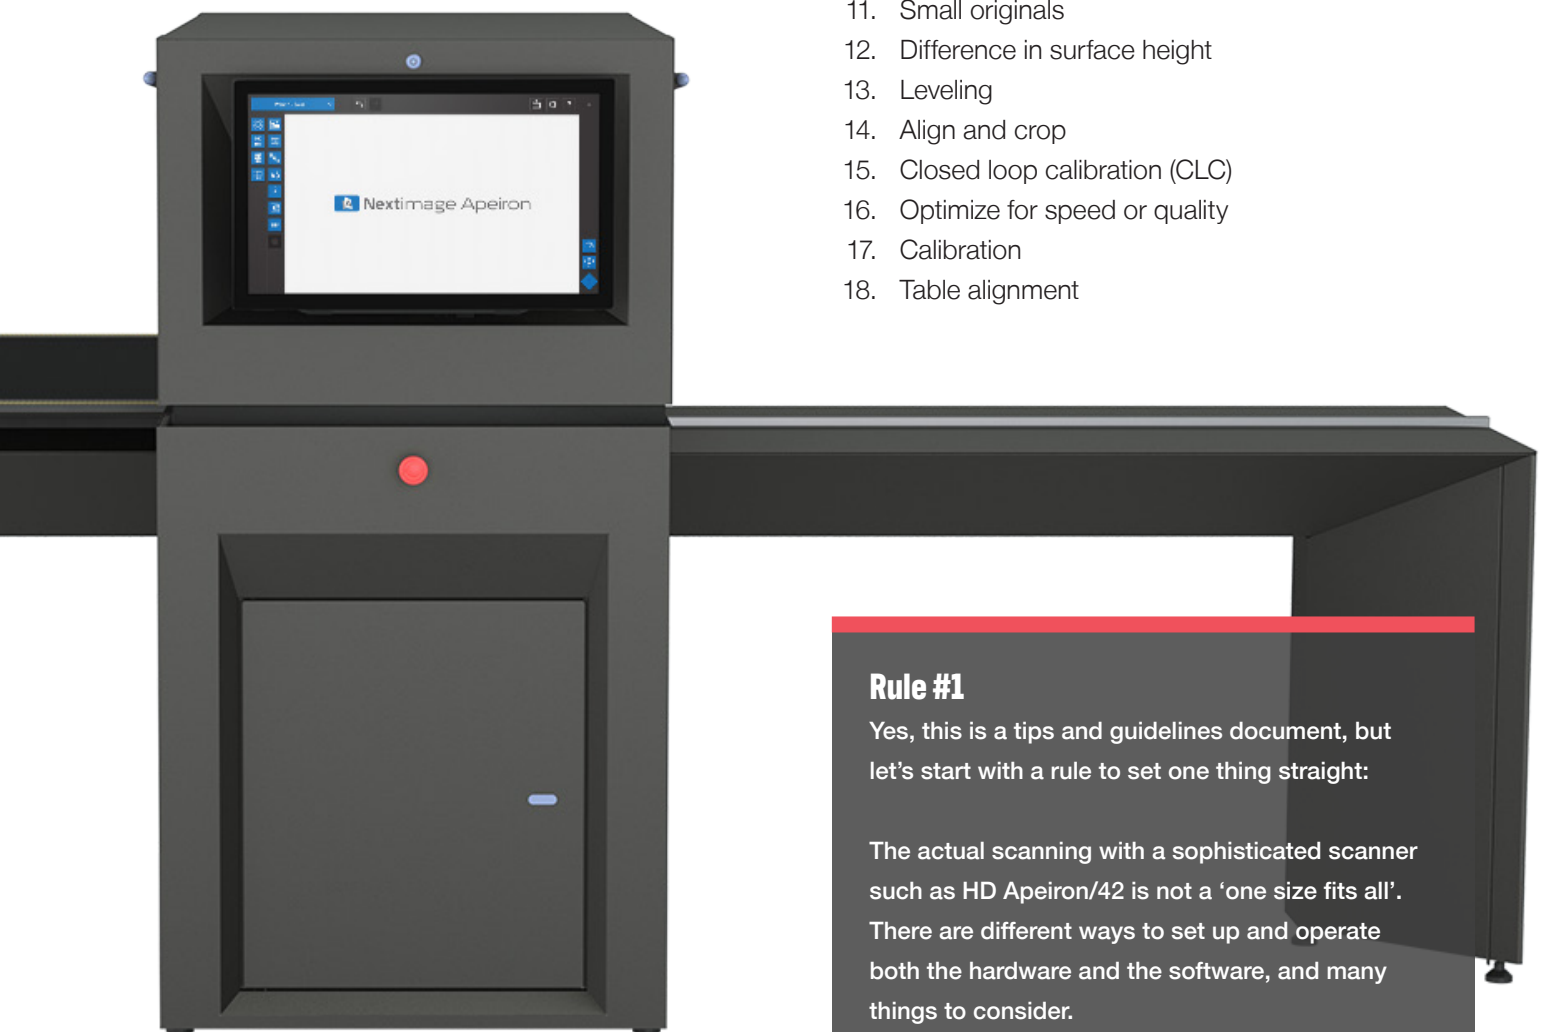 11. Small originals
12. Difference in surface height
13. Leveling
14. Align and crop
15. Closed loop calibration (CLC)
16. Optimize for speed or quality
17. Calibration
18. Table alignment
Nextimage Apeiron
Rule #1
Yes, this is a tips and guidelines document, but
let’s start with a rule to set one thing straight:
The actual scanning with a sophisticated scanner
such as HD Apeiron/42 is not a ‘one size fits all’.
There are different ways to set up and operate
both the hardware and the software, and many
things to consider.